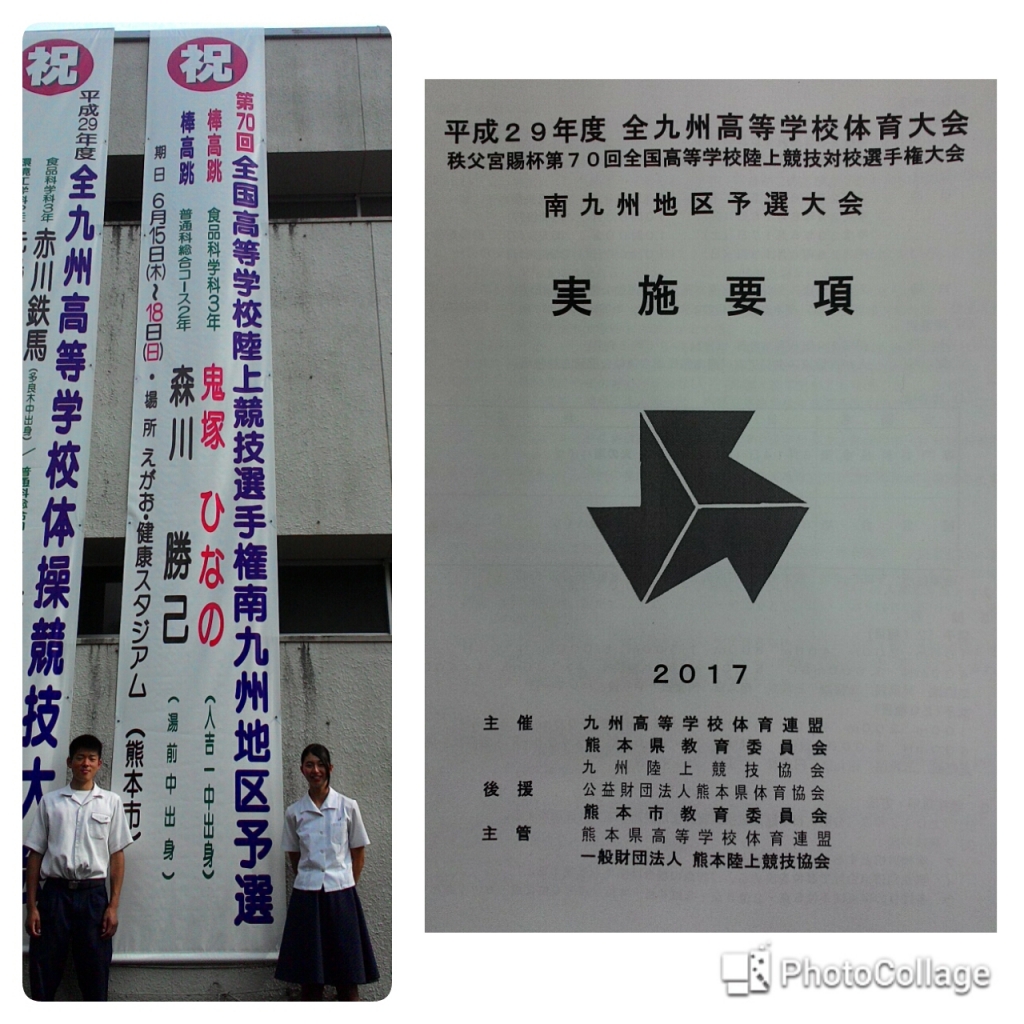 祝
第70回 全国高等学校陸上競技選手権南九州地区予選
棒高跳 食品科学科3年 鬼塚 ひなの (人吉一中出身)
棒高跳 普通科総合コース2年 森川 勝己 (湯前中出身)
期日 6月15日(木)~18日(日)・場所 えがお・健康スタジアム (熊本市)
祝
平成29年度 全九州高等学校体操競技大
食品科学科3年 赤川鉄馬 (多良木中出身)
平成29年度 全九州高等学校体育大会
秩父宮賜杯第70回全国高等学校陸上競技対校選手権大会
南九州地区予選大会
実施要項
2017
主催 九州高等学校体育連盟
熊本県教育委員会
九州陸上競技協会
後援 公益財団法人熊本県体育協会
熊本市教育委員会
主管 熊本県高等学校体育連盟
一般財団法人 熊本陸上競技協会
PhotoCollage